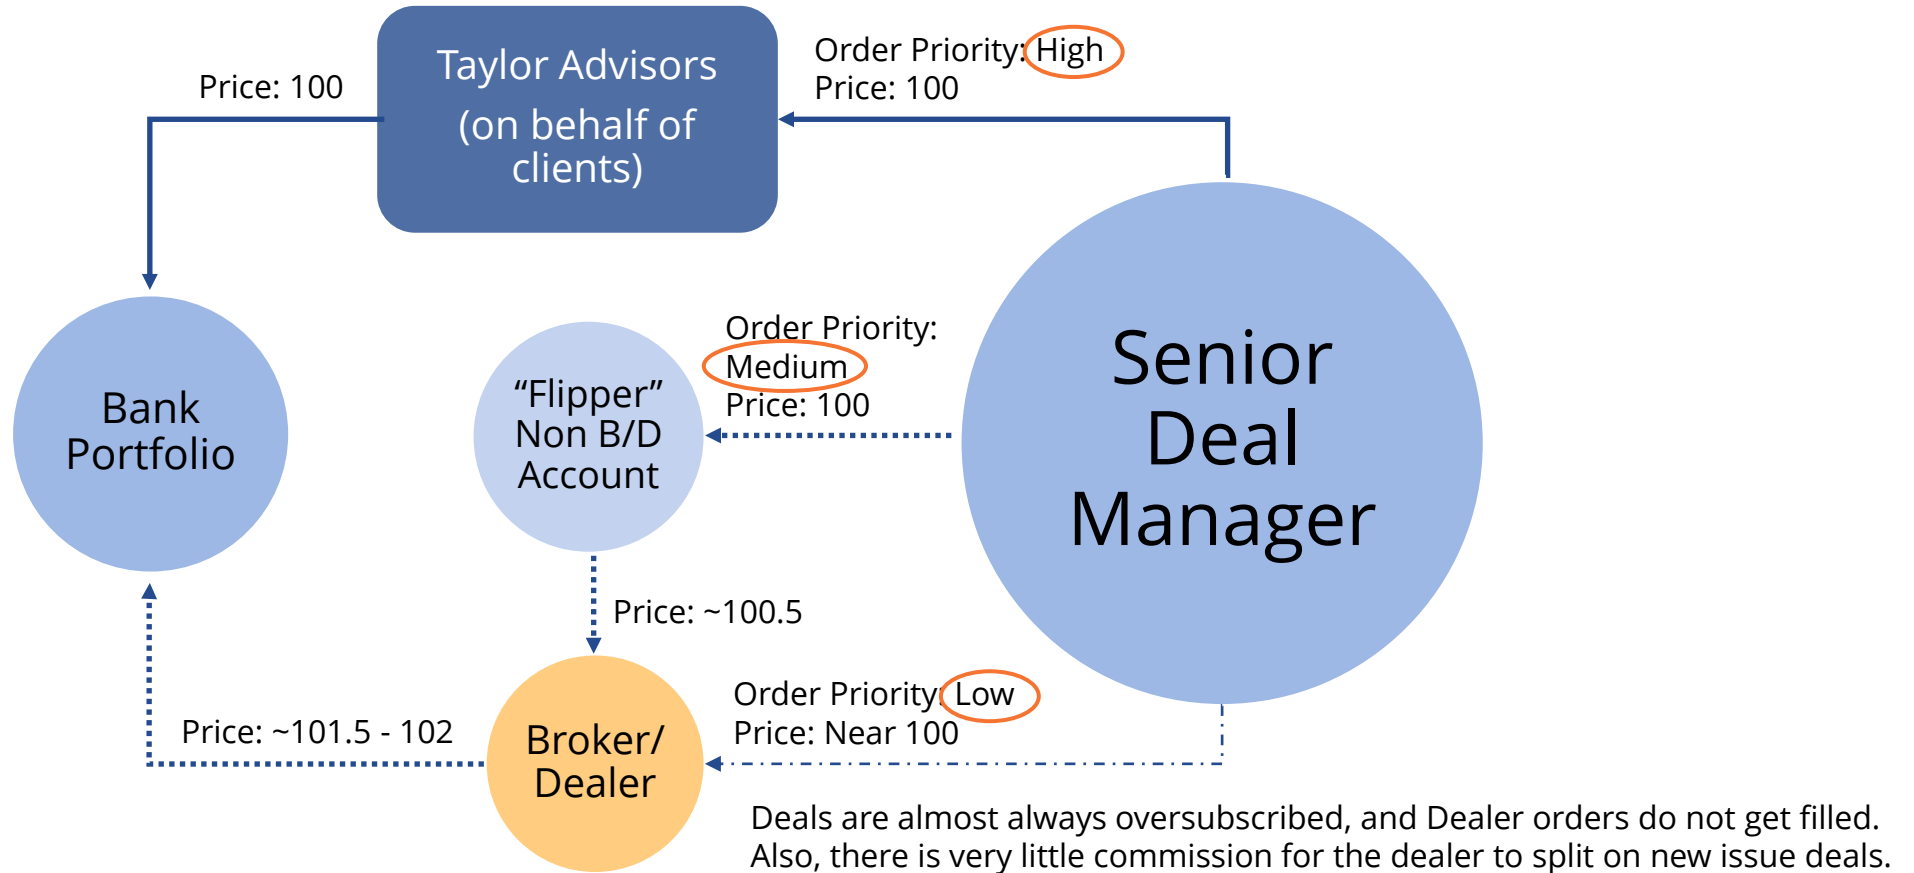 Taylor Advisors
(on behalf of
clients)
Order Priority: High
Price: 100
Price: 100
Order Priority:
Medium
Price: 100
Senior
Deal
Manager
“Flipper”
Non B/D
Account
Bank
Portfolio
Price: ~100.5
Order Priority: Low
Price: Near 100
Price: ~101.5 - 102
Broker/
Dealer
Deals are almost always oversubscribed, and Dealer orders do not get filled.
Also, there is very little commission for the dealer to split on new issue deals.